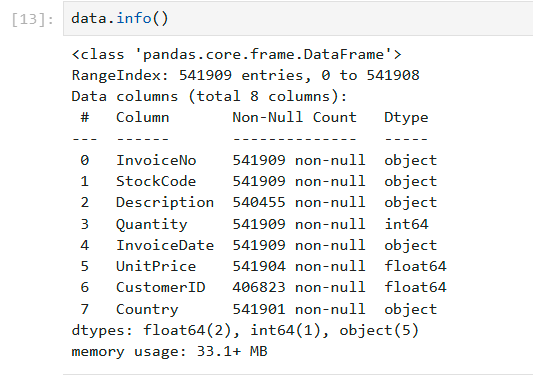 [13]: data.info()
<class 'pandas.core.frame.DataFrame'>
RangeIndex: 541909 entries, 0 to 541908
Data columns (total 8 columns):
 #   Column       Non-Null Count   Dtype
---  ------       --------------   -----
 0   InvoiceNo    541909 non-null  object
 1   StockCode    541909 non-null  object
 2   Description  540455 non-null  object
 3   Quantity     541909 non-null  int64
 4   InvoiceDate  541909 non-null  object
 5   UnitPrice    541904 non-null  float64
 6   CustomerID   406823 non-null  float64
 7   Country      541901 non-null  object
dtypes: float64(2), int64(1), object(5)
memory usage: 33.1+ MB